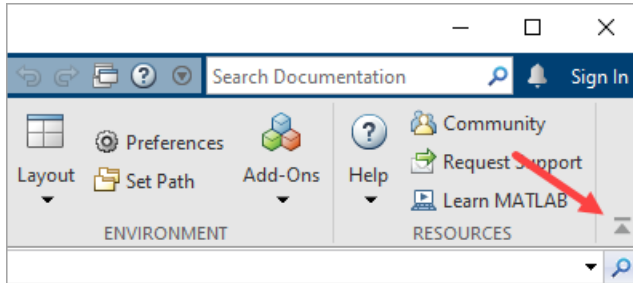 Search Documentation
Sign In
Layout
Preferences
Set Path
Add-Ons
Help
Community
Request Support
Learn MATLAB
ENVIRONMENT
RESOURCES